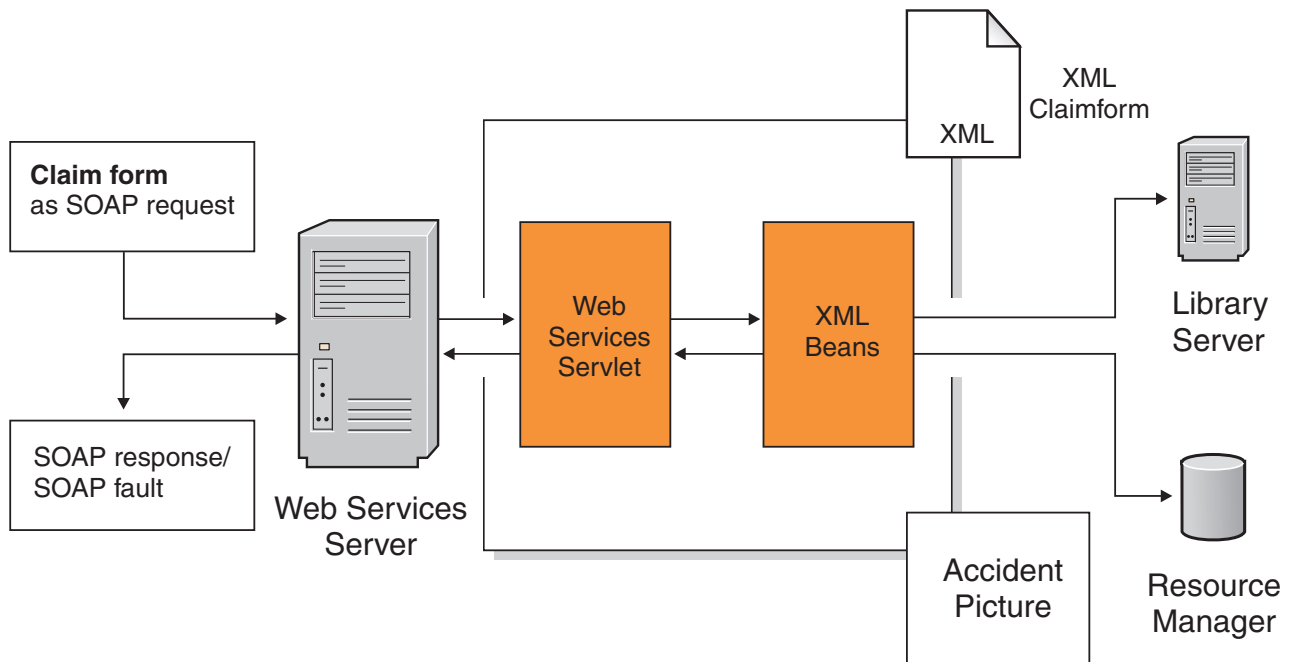 XML
XML
Claimform
Claim form
as SOAP request
Web
Services
Servlet
XML
Beans
Library
Server
SOAP response/
SOAP fault
Web Services
Server
Accident
Picture
Resource
Manager